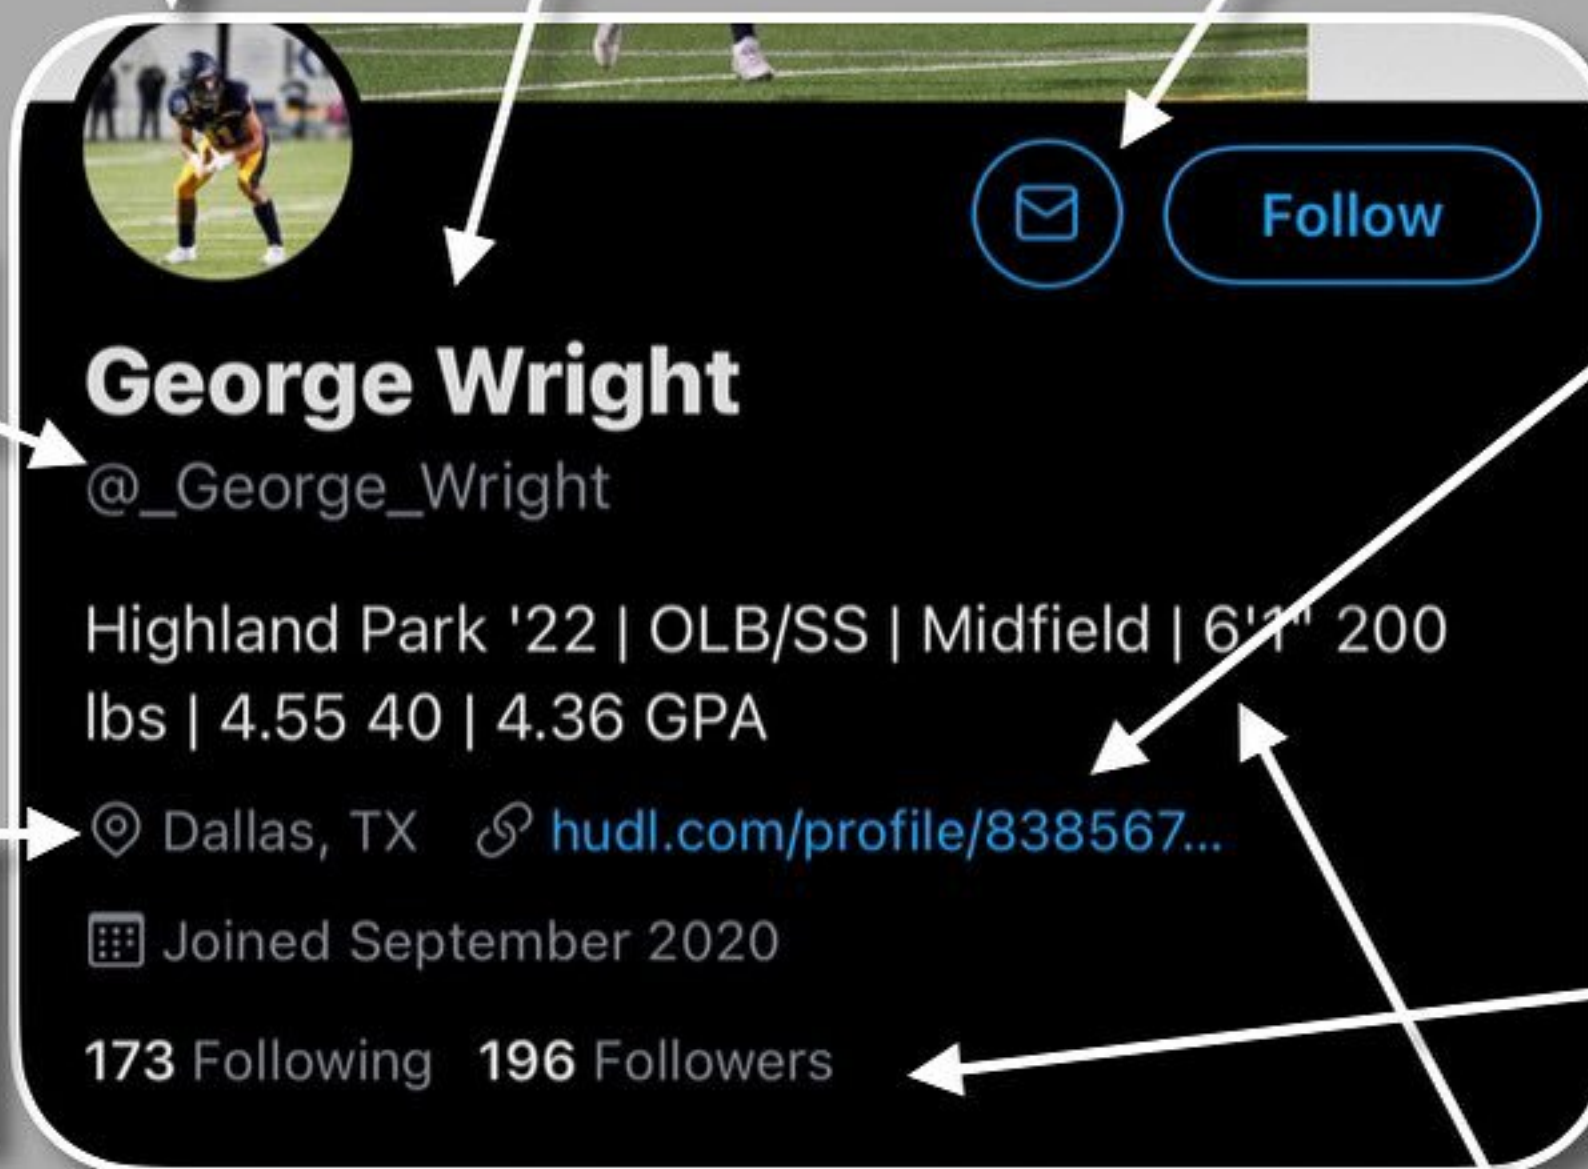 Follow
George Wright
@_George_Wright
Highland Park '22 | OLB/SS | Midfield | 6'1" 200
lbs | 4.55 40 | 4.36 GPA
Dallas, TX hudl.com/profile/838567...
Joined September 2020
173 Following 196 Followers